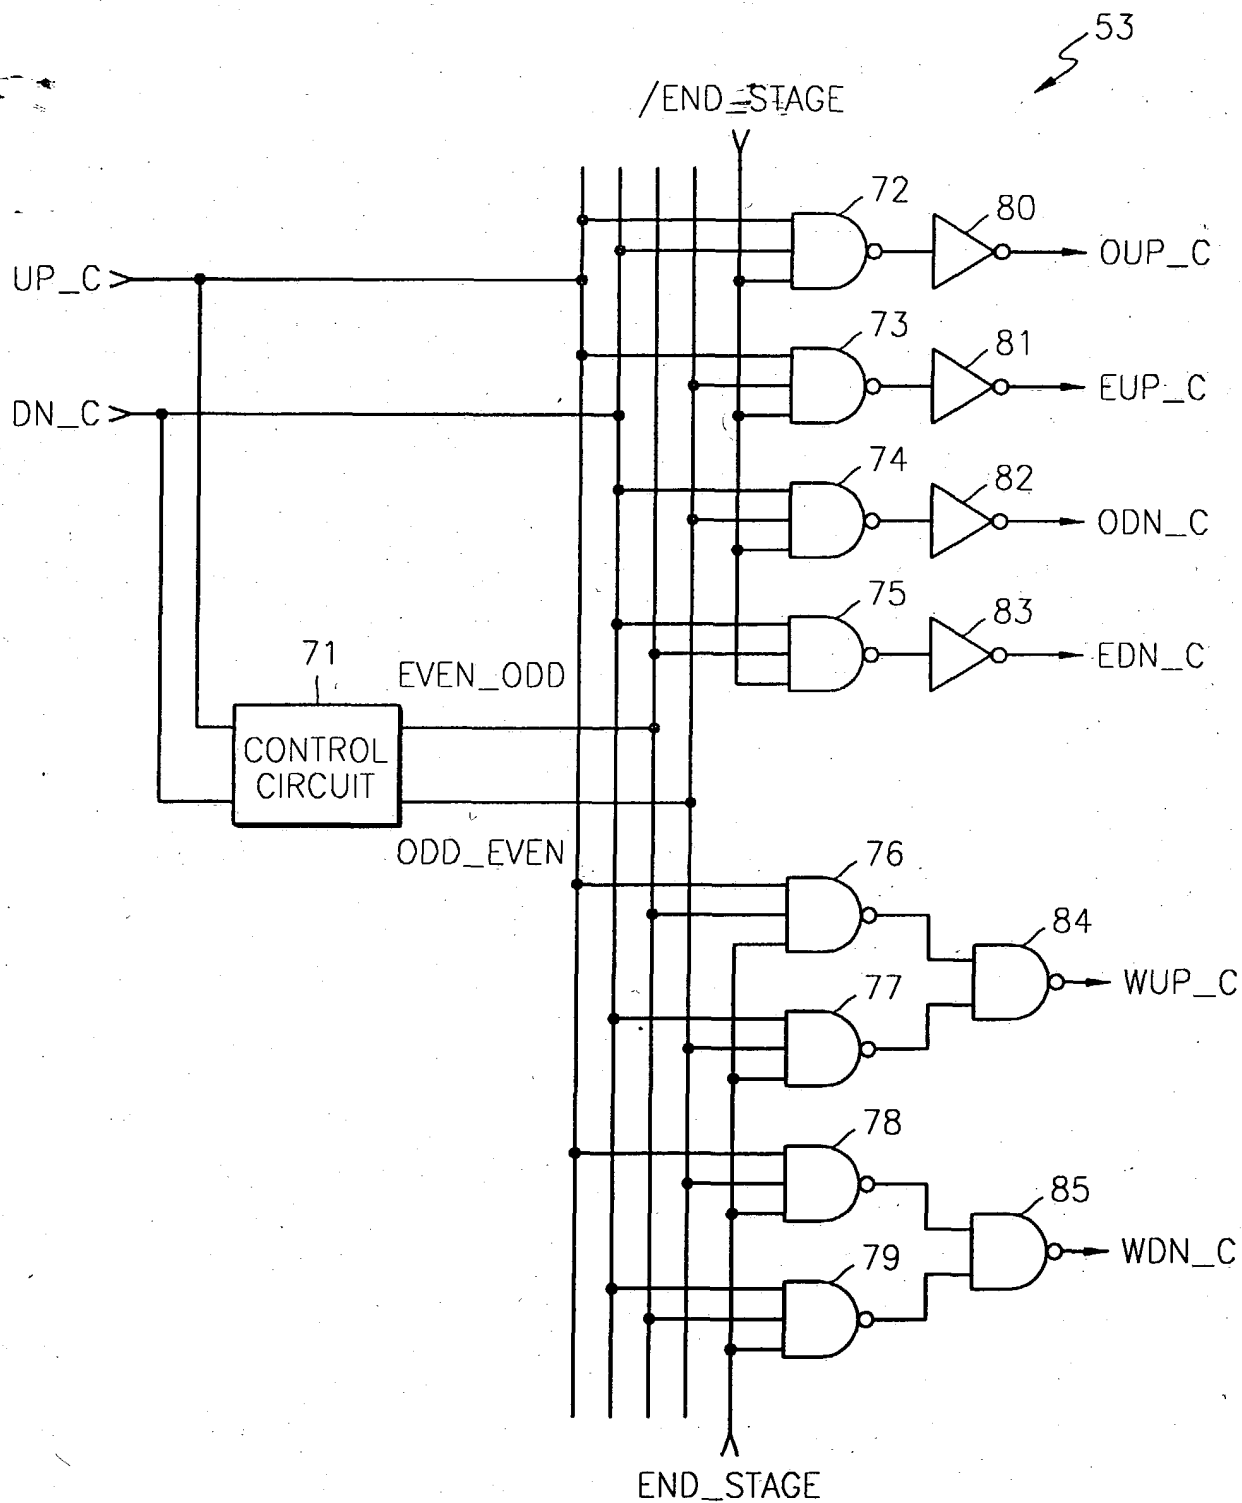 53
/END_STAGE
72
80
OUP_C
UP_C
73
81
EUP_C
DN_C
74
82
ODN_C
75
83
EDN_C
71
EVEN_ODD
CONTROL
CIRCUIT
ODD_EVEN
76
84
WUP_C
77
78
85
WDN_C
79
END_STAGE